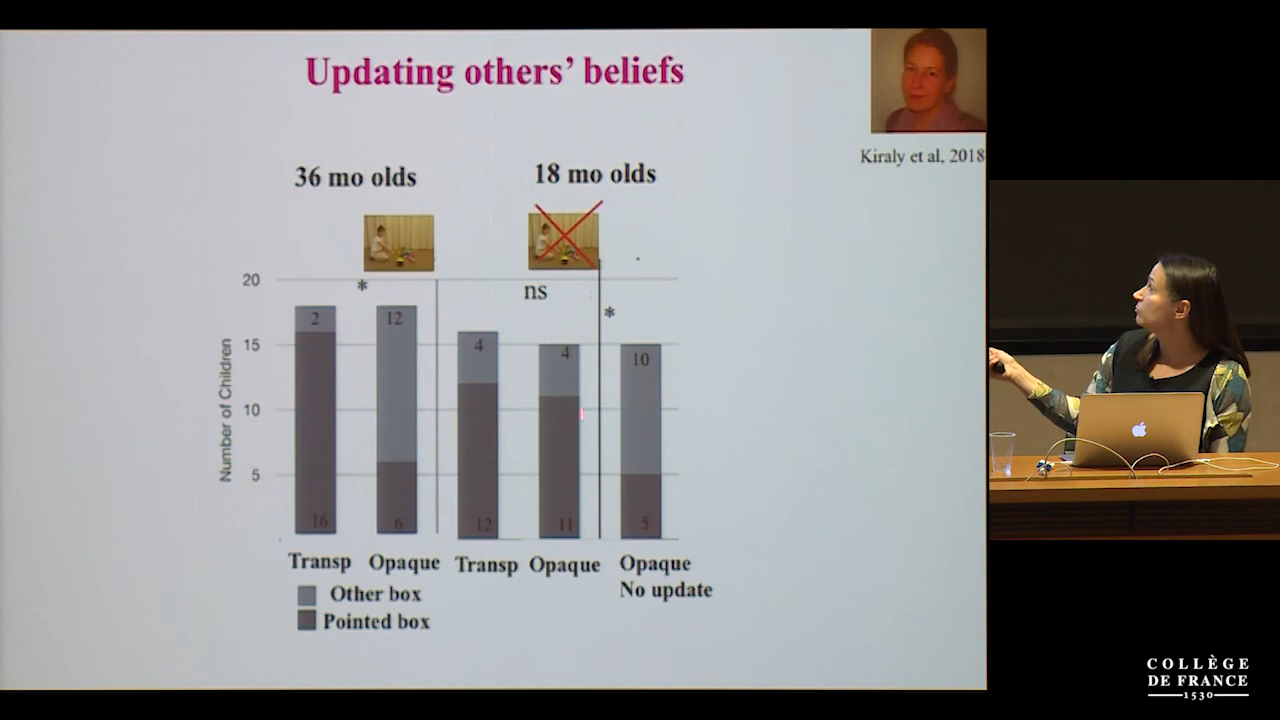 Updating others' beliefs
Kiraly et al, 2018
36 mo olds
18 mo olds
20
15
10
5
Number of Children
*
ns
*
2
12
4
4
10
16
6
12
11
5
Transp
Opaque
Transp
Opaque
Opaque
No update
Other box
Pointed box
COLLÈGE
DE FRANCE
1530